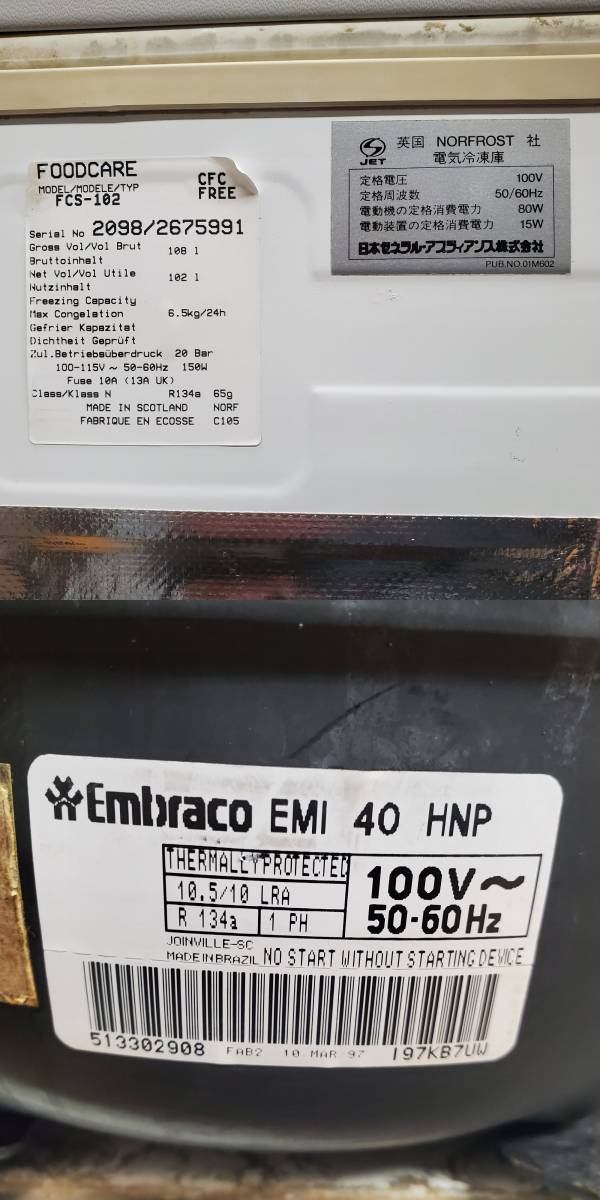 FOODCARE
CFC
FREE
MODEL/MODELE/TYP
FCS-102
Serial No 2098/2675991
Gross Vol/Vol Brut 108 l
Bruttoinhalt
Net Vol/Vol Utile 102 l
Nutzinhalt
Freezing Capacity
Max Congelation 6.5kg/24h
Gefrier Kapazitat
Dichtheit Geprüft
Zul.Betriebsüberdruck 20 Bar
100-115V ~ 50-60Hz 150W
Fuse 10A (13A UK)
Class/Klass N R134a 65g
MADE IN SCOTLAND NORF
FABRIQUE EN ECOSSE C105
JET
英国 NORFROST 社
電気冷凍庫
定格電圧 100V
定格周波数 50/60Hz
電動機の定格消費電力 80W
電動装置の定格消費電力 15W
日本ゼネラル・アプライアンス株式会社
PUB.NO.01M602
Embraco EMI 40 HNP
THERMALLY PROTECTED
10.5/10 LRA
R 134a 1 PH
100V~
50-60Hz
JOINVILLE-SC
MADE IN BRAZIL NO START WITHOUT STARTING DEVICE
513302908 FAB2 10 MAR 97 I97KB7UW